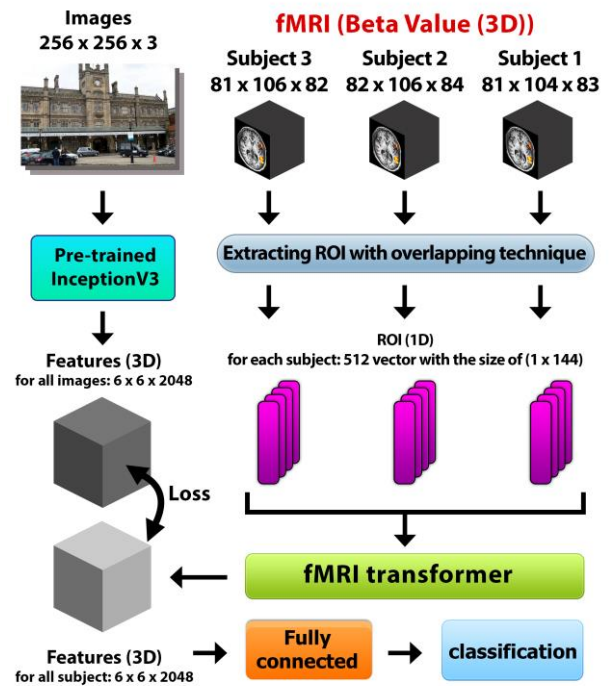 Images
256 x 256 x 3
fMRI (Beta Value (3D))
Subject 3
81 x 106 x 82
Subject 2
82 x 106 x 84
Subject 1
81 x 104 x 83
Pre-trained
InceptionV3
Extracting ROI with overlapping technique
ROI (1D)
for each subject: 512 vector with the size of (1 x 144)
Features (3D)
for all images: 6 x 6 x 2048
Loss
fMRI transformer
Features (3D)
for all subject: 6 x 6 x 2048
Fully
connected
classification